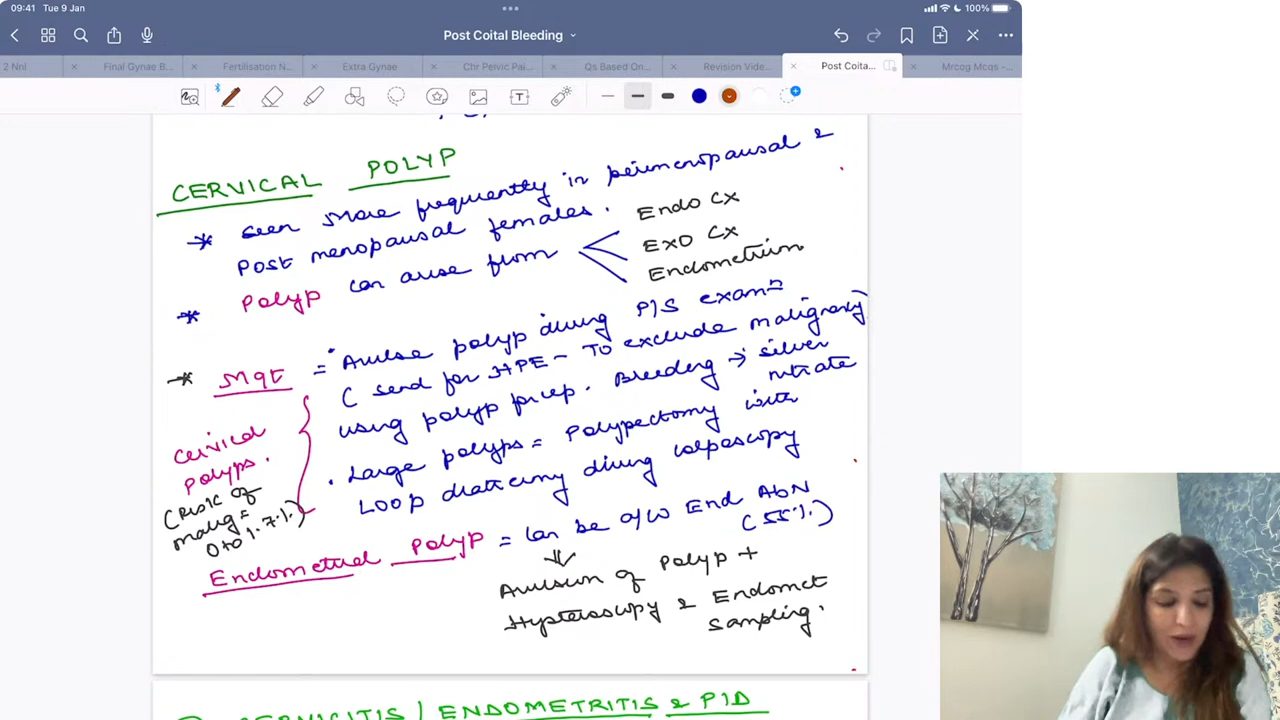 09:41 Tue 9 Jan
100%
Post Coital Bleeding
2 Nnl
Final Gynae B...
Fertilisation N...
Extra Gynae
Chr Pelvic Pai...
Qs Based On...
Revision Vide...
Post Coita...
Mrcog Mcqs -...
CERVICAL POLYP
* Seen more frequently in perimenopausal &
Post menopausal females.
* Polyp can arise from
Endo Cx
Exo Cx
Endometrium
* Mgt = Avulse polyp during P/S exam
C send for HPE - To exclude malignancy)
using polyp forcep. Bleeding → silver
nitrate
. Large polyps = Polypectomy with
Loop diathermy during colposcopy
Cervical
polyps.
(Risk of
malig =
0 to 1.7%)
Endometrial Polyp = can be a/w End AbN
(55%)
Avulsion of Polyp +
Hysteroscopy & Endomet
sampling.
CERVICITIS / ENDOMETRITIS & PID